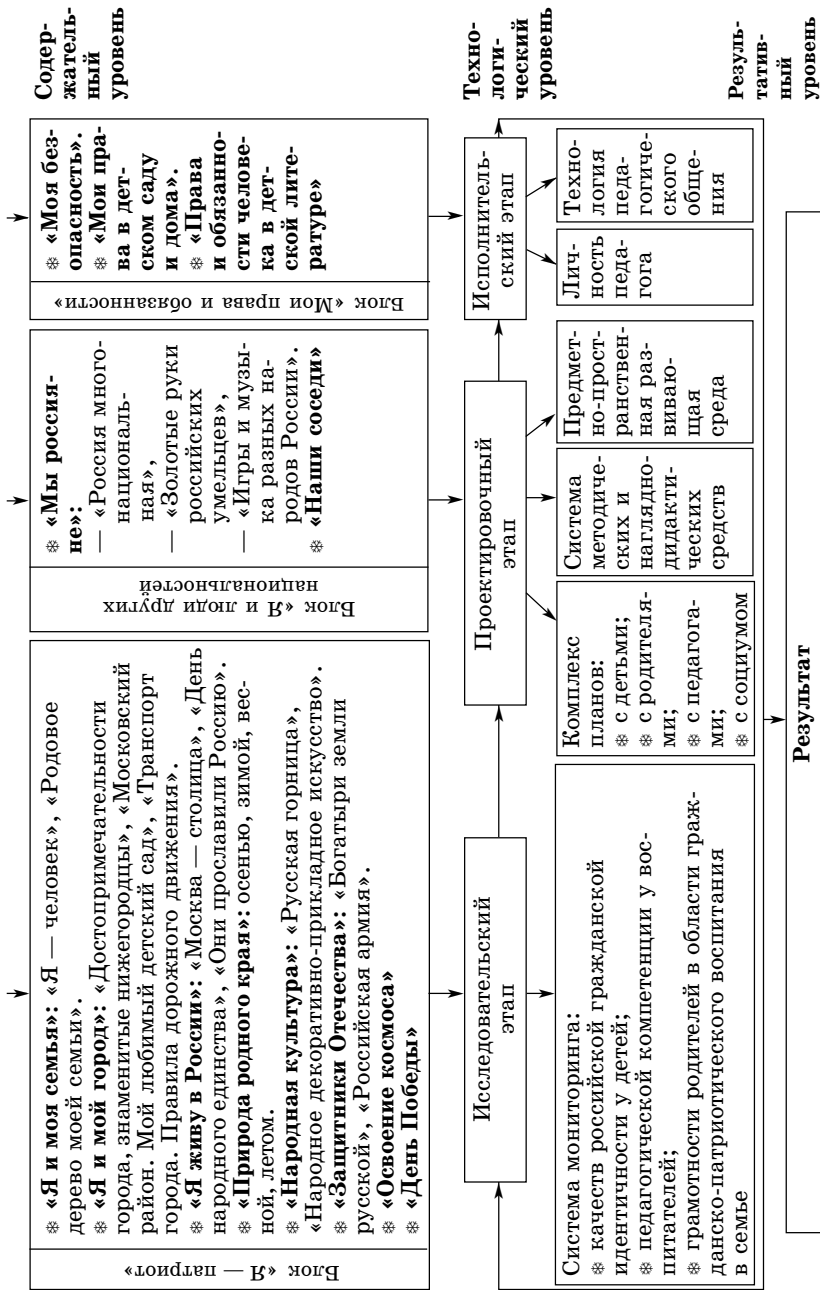 Содер-
жатель-
ный
уровень
Блок «Я — патриот»
❄ «Я и моя семья»: «Я — человек», «Родовое
дерево моей семьи».
❄ «Я и мой город»: «Достопримечательности
города, знаменитые нижегородцы», «Московский
район. Мой любимый детский сад», «Транспорт
города. Правила дорожного движения».
❄ «Я живу в России»: «Москва — столица», «День
народного единства», «Они прославили Россию».
❄ «Природа родного края»: осенью, зимой, вес-
ной, летом.
❄ «Народная культура»: «Русская горница»,
«Народное декоративно-прикладное искусство».
❄ «Защитники Отечества»: «Богатыри земли
русской», «Российская армия».
❄ «Освоение космоса»
❄ «День Победы»
Блок «Я и люди других
национальностей
❄ «Мы россия-
не»:
— «Россия много-
националь-
ная»,
— «Золотые руки
российских
умельцев»,
— «Игры и музы-
ка разных на-
родов России».
❄ «Наши соседи»
Блок «Мои права и обязанности»
❄ «Моя без-
опасность».
❄ «Мои пра-
ва в дет-
ском саду
и дома».
❄ «Права
и обязанно-
сти челове-
ка в дет-
ской лите-
ратуре»
Техно-
логи-
ческий
уровень
Исследовательский
этап
Проектировочный
этап
Исполнитель-
ский этап
Система мониторинга:
❄ качеств российской гражданской
идентичности у детей;
❄ педагогической компетенции у вос-
питателей;
❄ грамотности родителей в области граж-
данско-патриотического воспитания
в семье
Комплекс
планов:
❄ с детьми;
❄ с родителя-
ми;
❄ с педагога-
ми;
❄ с социумом
Система
методиче-
ских и
наглядно-
дидакти-
ческих
средств
Предмет-
но-прост-
ранствен-
ная раз-
виваю-
щая
среда
Лич-
ность
педа-
гога
Техно-
логия
педа-
гогиче-
ского
обще-
ния
Резуль-
татив-
ный
уровень
Результат